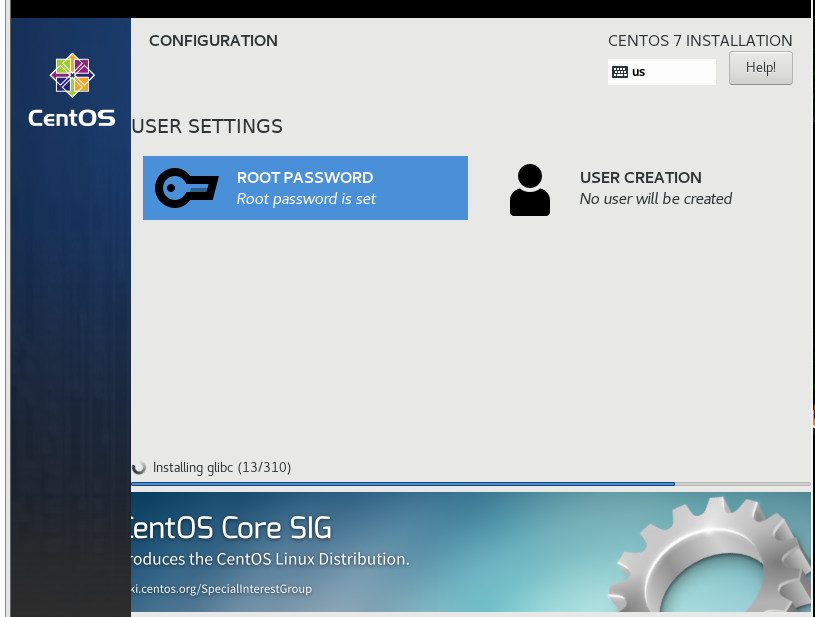 CONFIGURATION
CENTOS 7 INSTALLATION
us
Help!
CentOS
USER SETTINGS
ROOT PASSWORD
Root password is set
USER CREATION
No user will be created
Installing glibc (13/310)
entOS Core SIG
roduces the CentOS Linux Distribution.
ki.centos.org/SpecialInterestGroup